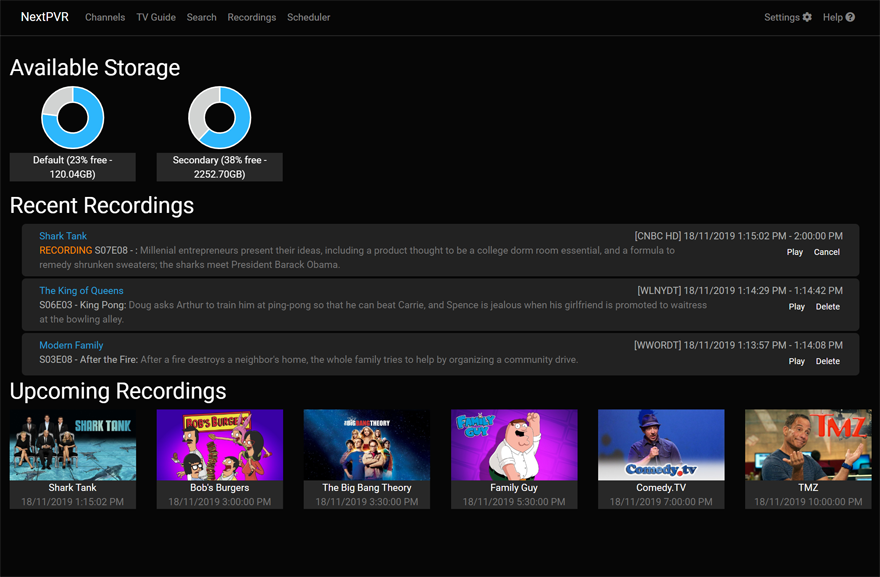 NextPVR Channels TV Guide Search Recordings Scheduler Settings Help
Available Storage
Default (23% free -
120.04GB)
Secondary (38% free -
2252.70GB)
Recent Recordings
Shark Tank [CNBC HD] 18/11/2019 1:15:02 PM - 2:00:00 PM
RECORDING S07E08 - : Millenial entrepreneurs present their ideas, including a product thought to be a college dorm room essential, and a formula to
remedy shrunken sweaters; the sharks meet President Barack Obama.
Play Cancel
The King of Queens [WLNYDT] 18/11/2019 1:14:29 PM - 1:14:42 PM
S06E03 - King Pong: Doug asks Arthur to train him at ping-pong so that he can beat Carrie, and Spence is jealous when his girlfriend is promoted to waitress
at the bowling alley.
Play Delete
Modern Family [WWORDT] 18/11/2019 1:13:57 PM - 1:14:08 PM
S03E08 - After the Fire: After a fire destroys a neighbor's home, the whole family tries to help by organizing a community drive.
Play Delete
Upcoming Recordings
SHARK TANK
Shark Tank
18/11/2019 1:15:02 PM
BOB'S BURGERS
Bob's Burgers
18/11/2019 3:00:00 PM
THE BIG BANG THEORY
The Big Bang Theory
18/11/2019 3:30:00 PM
FAMILY
GUY
Family Guy
18/11/2019 5:30:00 PM
Comedy.tv
Comedy.TV
18/11/2019 7:00:00 PM
TMZ
TMZ
18/11/2019 10:00:00 PM